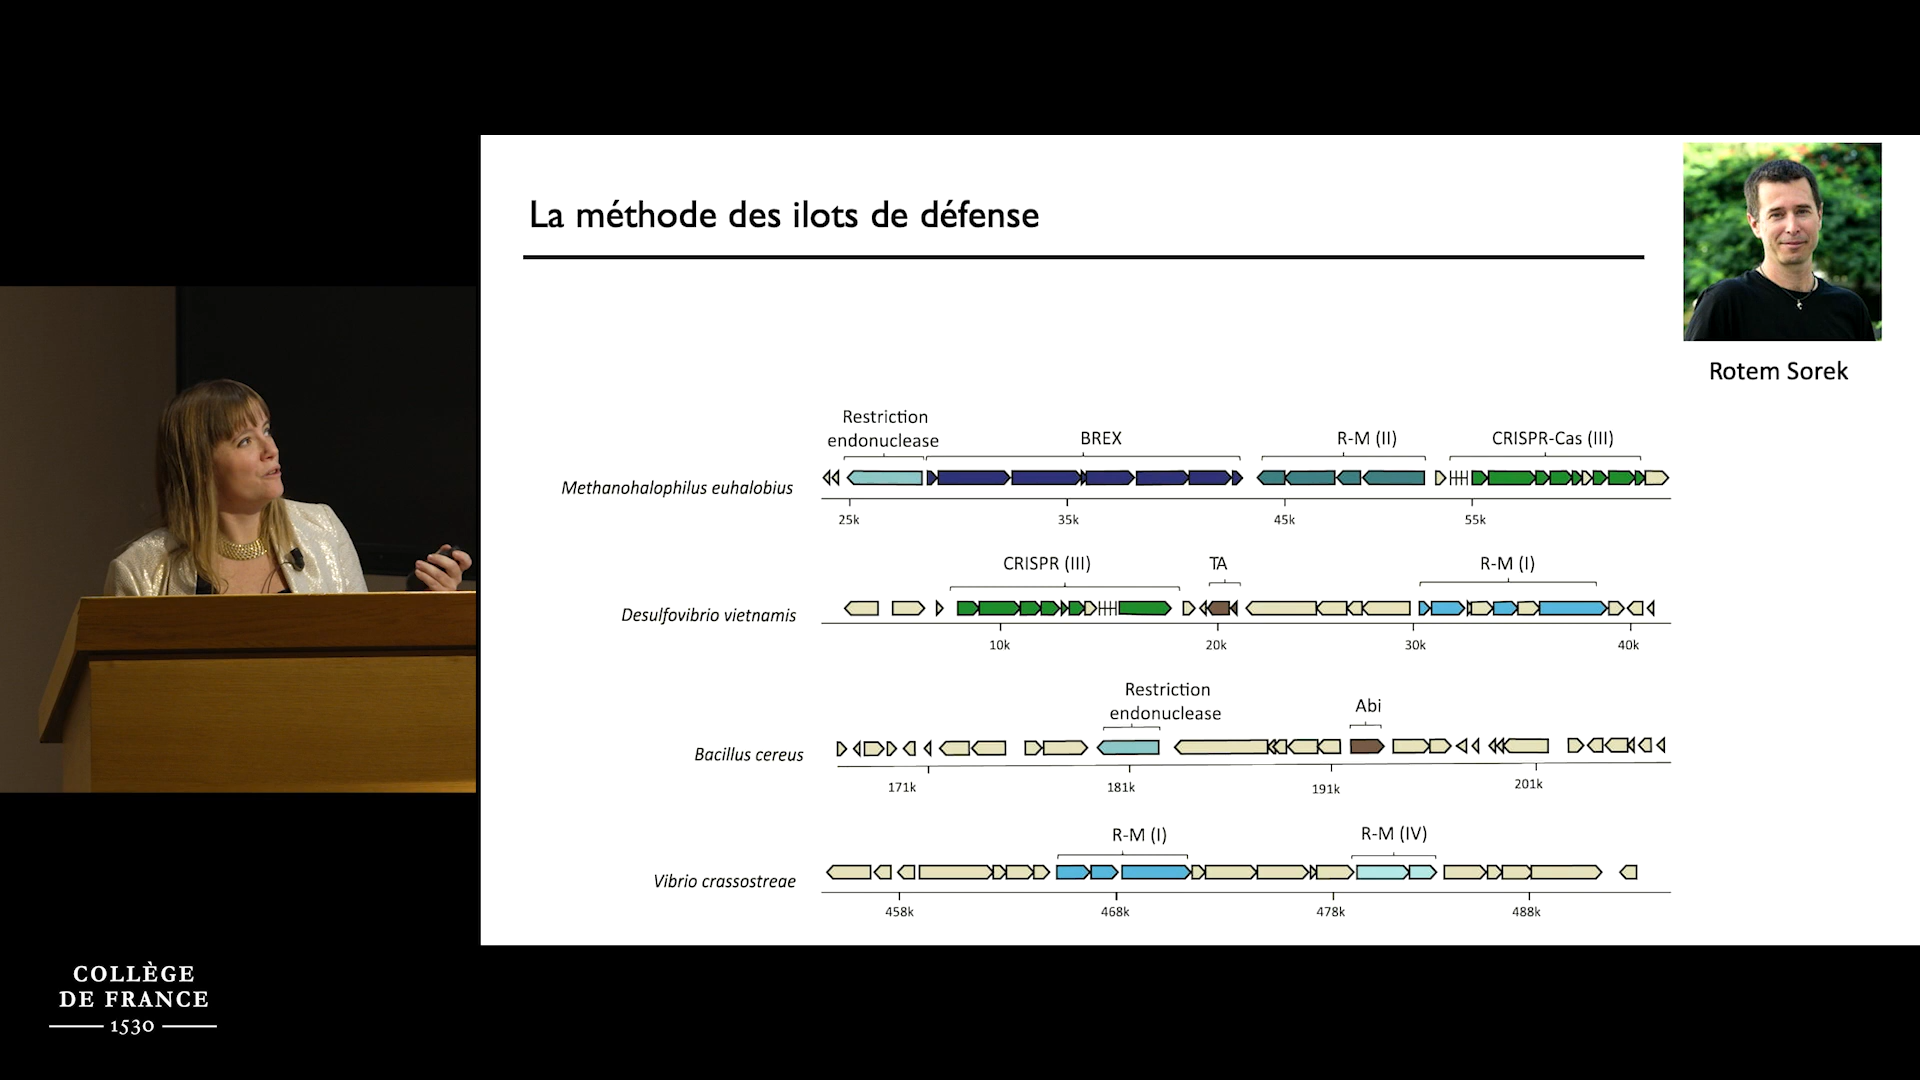 La méthode des ilots de défense
Rotem Sorek
Restriction
endonuclease
BREX
R-M (II)
CRISPR-Cas (III)
Methanohalophilus euhalobius
25k
35k
45k
55k
CRISPR (III)
TA
R-M (I)
Desulfovibrio vietnamis
10k
20k
30k
40k
Restriction
endonuclease
Abi
Bacillus cereus
171k
181k
191k
201k
R-M (I)
R-M (IV)
Vibrio crassostreae
458k
468k
478k
488k
COLLÈGE
DE FRANCE
1530